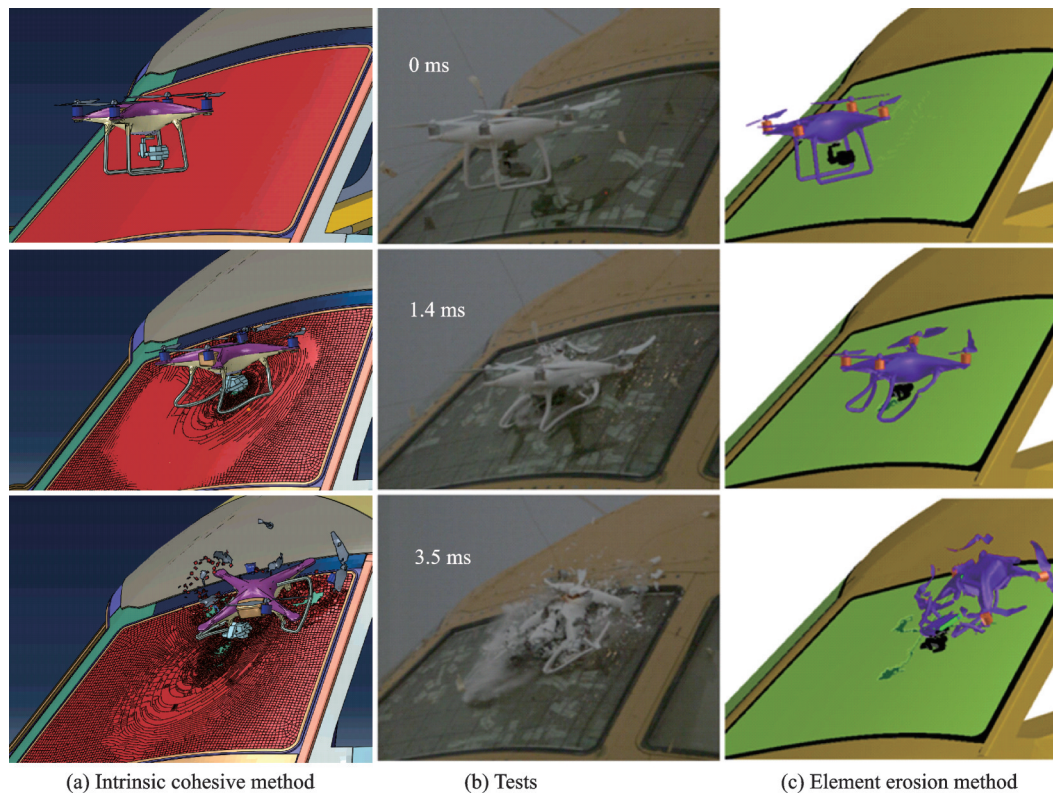 0 ms
1.4 ms
3.5 ms
(a) Intrinsic cohesive method
(b) Tests
(c) Element erosion method